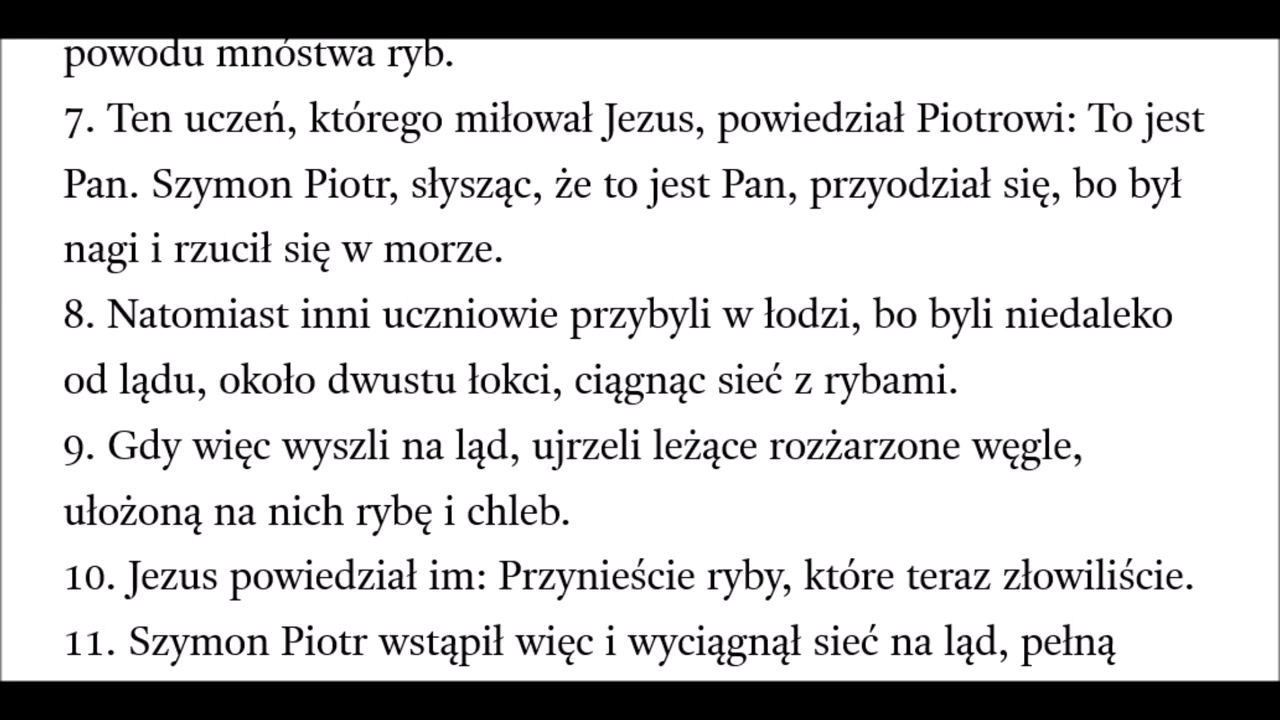 powodu mnóstwa ryb.
7. Ten uczeń, którego miłował Jezus, powiedział Piotrowi: To jest
Pan. Szymon Piotr, słysząc, że to jest Pan, przyodział się, bo był
nagi i rzucił się w morze.
8. Natomiast inni uczniowie przybyli w łodzi, bo byli niedaleko
od lądu, około dwustu łokci, ciągnąc sieć z rybami.
9. Gdy więc wyszli na ląd, ujrzeli leżące rozżarzone węgle,
ułożoną na nich rybę i chleb.
10. Jezus powiedział im: Przynieście ryby, które teraz złowiliście.
11. Szymon Piotr wstąpił więc i wyciągnął sieć na ląd, pełną